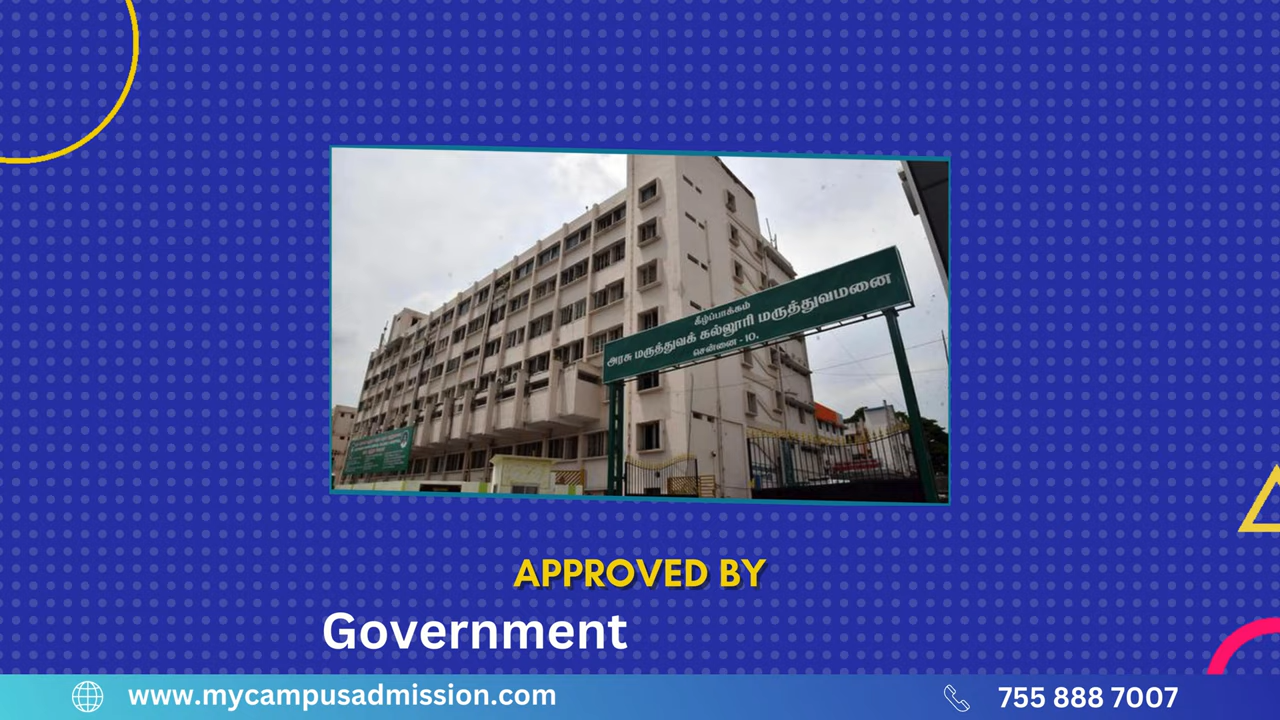 கீழ்ப்பாக்கம்
அரசு மருத்துவக் கல்லூரி மருத்துவமனை
சென்னை - 10.
APPROVED BY
Government
www.mycampusadmission.com
755 888 7007